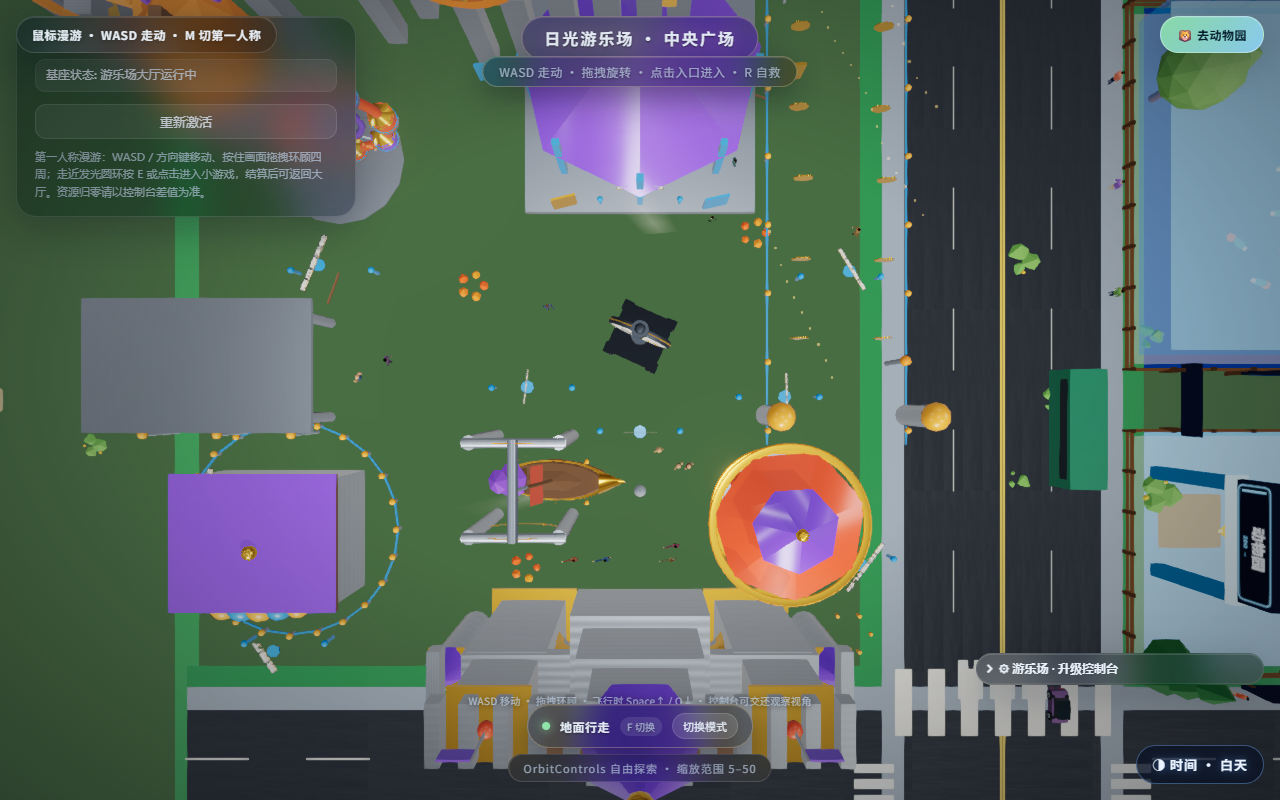 鼠标漫游 • WASD 走动 • M 切第一人称
基座状态: 游乐场大厅运行中
重新激活
第一人称漫游：WASD / 方向键移动、按住画面拖拽环顾四
周；走近发光圆环按 E 或点击进入小游戏，结算后可返回大
厅。资源归零请以控制台差值为准。
日光游乐场 • 中央广场
WASD 走动 • 拖拽旋转 • 点击入口进入 • R 自救
🦁 去动物园
动物园
⚙ 游乐场 · 升级控制台
WASD 移动 • 拖拽环顾 • 飞行时 Space↑ / Q↓ • 控制台可交还观察视角
地面行走 F 切换 切换模式
OrbitControls 自由探索 • 缩放范围 5–50
时间 • 白天